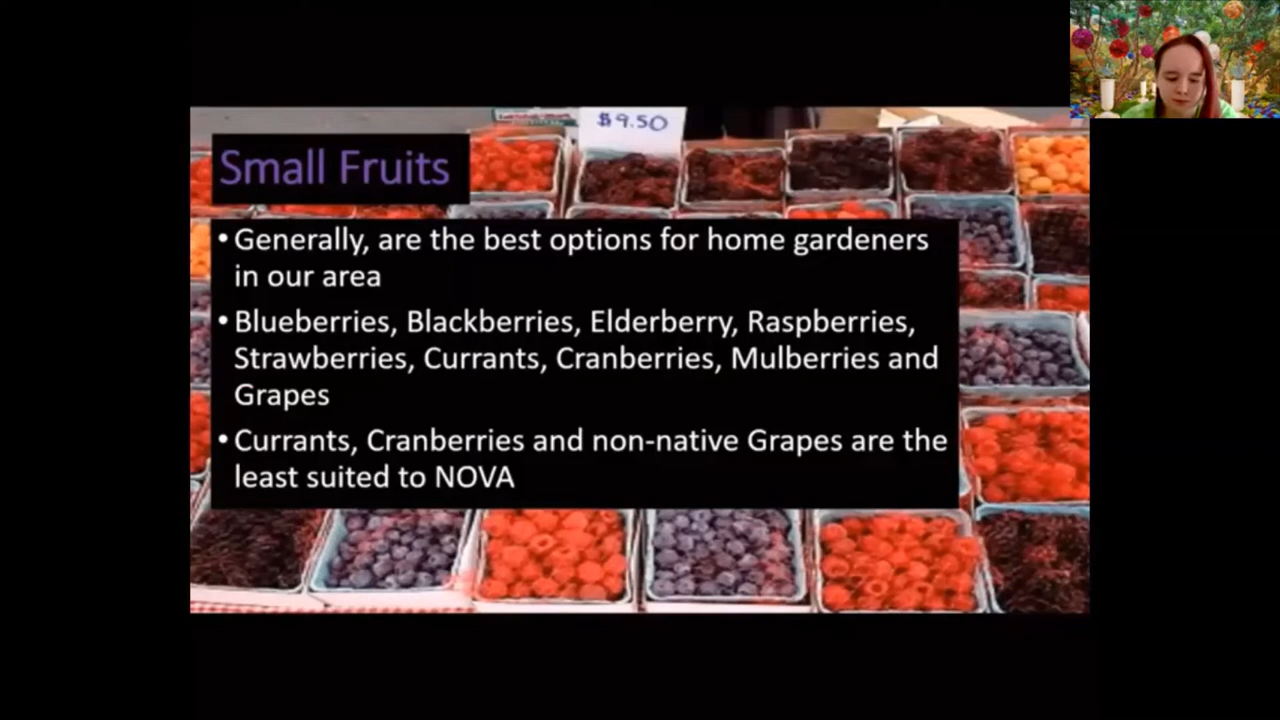 $9.50
Small Fruits
• Generally, are the best options for home gardeners
in our area
• Blueberries, Blackberries, Elderberry, Raspberries,
Strawberries, Currants, Cranberries, Mulberries and
Grapes
• Currants, Cranberries and non-native Grapes are the
least suited to NOVA